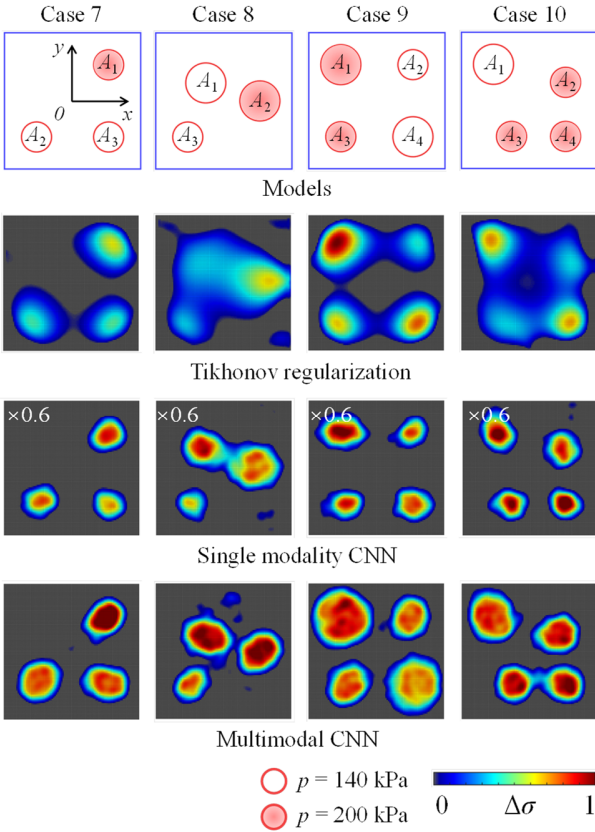 Case 7 Case 8 Case 9 Case 10
y A₁ A₁ A₂ A₁ A₂ A₁ A₂
0 x
A₂ A₃ A₃ A₃ A₄ A₃ A₄
Models
Tikhonov regularization
×0.6 ×0.6 ×0.6 ×0.6
Single modality CNN
Multimodal CNN
p = 140 kPa
p = 200 kPa
0 Δσ 1